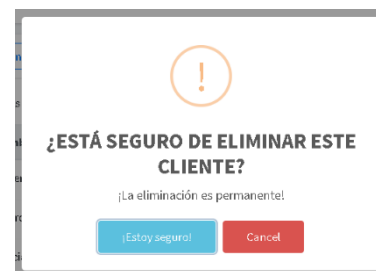 !
¿ESTÁ SEGURO DE ELIMINAR ESTE
CLIENTE?
¡La eliminación es permanente!
¡Estoy seguro!
Cancel